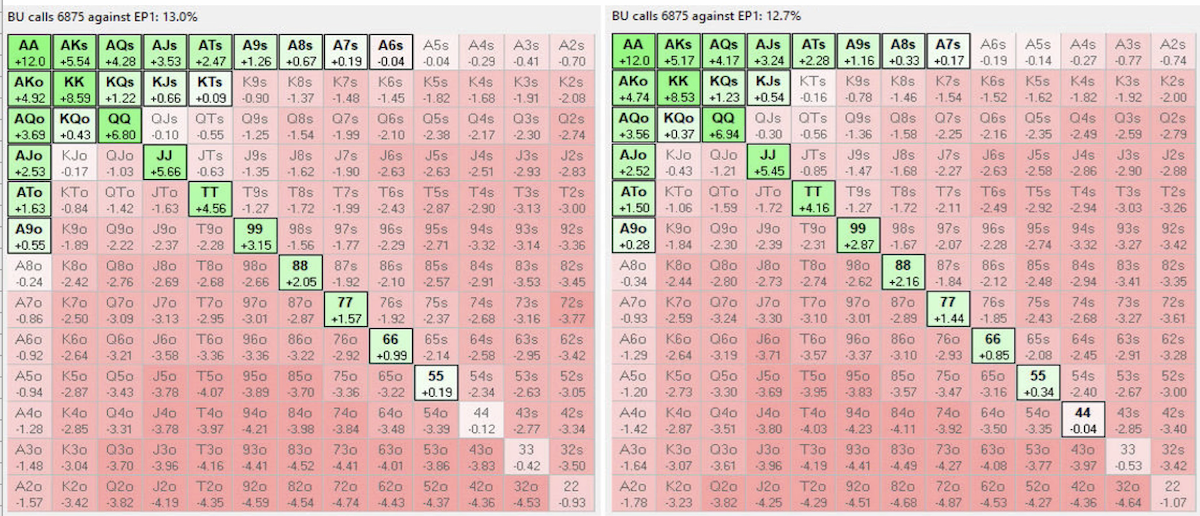 BU calls 6875 against EP1: 13.0%
AA AKs AQs AJs ATs A9s A8s A7s A6s A5s A4s A3s A2s
+12.0 +5.54 +4.28 +3.53 +2.47 +1.26 +0.67 +0.19 -0.04 -0.04 -0.29 -0.41 -0.70
AKo KK KQs KJs KTs K9s K8s K7s K6s K5s K4s K3s K2s
+4.92 +8.59 +1.22 +0.66 +0.09 -0.90 -1.37 -1.48 -1.45 -1.82 -1.68 -1.91 -2.08
AQo KQo QQ QJs QTs Q9s Q8s Q7s Q6s Q5s Q4s Q3s Q2s
+3.69 +0.43 +6.80 -0.10 -0.55 -1.25 -1.54 -1.99 -2.10 -2.38 -2.17 -2.30 -2.74
AJo KJo QJo JJ JTs J9s J8s J7s J6s J5s J4s J3s J2s
+2.53 -0.17 -1.03 +5.66 -0.63 -1.35 -1.62 -1.90 -2.63 -2.63 -2.51 -2.93 -2.83
ATo KTo QTo JTo TT T9s T8s T7s T6s T5s T4s T3s T2s
+1.63 -0.84 -1.42 -1.63 +4.56 -1.27 -1.72 -1.99 -2.43 -2.87 -2.90 -3.13 -3.00
A9o K9o Q9o J9o T9o 99 98s 97s 96s 95s 94s 93s 92s
+0.55 -1.89 -2.22 -2.37 -2.28 +3.15 -1.56 -1.77 -2.29 -2.71 -3.32 -3.14 -3.36
A8o K8o Q8o J8o T8o 98o 88 87s 86s 85s 84s 83s 82s
-0.24 -2.42 -2.76 -2.69 -2.68 -2.66 +2.05 -1.92 -2.10 -2.57 -2.91 -3.53 -3.45
A7o K7o Q7o J7o T7o 97o 87o 77 76s 75s 74s 73s 72s
-0.86 -2.50 -3.09 -3.13 -2.95 -3.01 -2.87 +1.57 -1.92 -2.37 -2.68 -3.16 -3.77
A6o K6o Q6o J6o T6o 96o 86o 76o 66 65s 64s 63s 62s
-0.92 -2.64 -3.21 -3.58 -3.36 -3.36 -3.22 -2.92 +0.99 -2.14 -2.58 -2.95 -3.42
A5o K5o Q5o J5o T5o 95o 85o 75o 65o 55 54s 53s 52s
-0.94 -2.87 -3.43 -3.78 -4.07 -3.89 -3.70 -3.36 -3.22 +0.19 -2.34 -2.63 -3.05
A4o K4o Q4o J4o T4o 94o 84o 74o 64o 54o 44 43s 42s
-1.28 -2.85 -3.31 -3.78 -3.97 -4.21 -3.98 -3.84 -3.48 -3.39 -0.12 -2.77 -3.34
A3o K3o Q3o J3o T3o 93o 83o 73o 63o 53o 43o 33 32s
-1.48 -3.04 -3.70 -3.96 -4.16 -4.41 -4.52 -4.41 -4.01 -3.86 -3.83 -0.42 -3.50
A2o K2o Q2o J2o T2o 92o 82o 72o 62o 52o 42o 32o 22
-1.57 -3.42 -3.82 -4.19 -4.35 -4.59 -4.54 -4.74 -4.43 -4.37 -4.36 -4.53 -0.93
BU calls 6875 against EP1: 12.7%
AA AKs AQs AJs ATs A9s A8s A7s A6s A5s A4s A3s A2s
+12.0 +5.17 +4.17 +3.24 +2.28 +1.16 +0.33 +0.17 -0.19 -0.14 -0.27 -0.77 -0.74
AKo KK KQs KJs KTs K9s K8s K7s K6s K5s K4s K3s K2s
+4.74 +8.53 +1.23 +0.54 -0.16 -0.78 -1.46 -1.54 -1.52 -1.62 -1.82 -1.92 -2.00
AQo KQo QQ QJs QTs Q9s Q8s Q7s Q6s Q5s Q4s Q3s Q2s
+3.56 +0.37 +6.94 -0.30 -0.56 -1.36 -1.58 -2.25 -2.16 -2.35 -2.49 -2.59 -2.79
AJo KJo QJo JJ JTs J9s J8s J7s J6s J5s J4s J3s J2s
+2.52 -0.43 -1.21 +5.45 -0.85 -1.47 -1.68 -2.27 -2.63 -2.58 -2.86 -2.90 -2.88
ATo KTo QTo JTo TT T9s T8s T7s T6s T5s T4s T3s T2s
+1.50 -1.06 -1.59 -1.72 +4.16 -1.27 -1.72 -2.11 -2.49 -2.92 -2.94 -3.03 -3.26
A9o K9o Q9o J9o T9o 99 98s 97s 96s 95s 94s 93s 92s
+0.28 -1.84 -2.30 -2.39 -2.31 +2.87 -1.67 -2.07 -2.28 -2.74 -3.32 -3.27 -3.42
A8o K8o Q8o J8o T8o 98o 88 87s 86s 85s 84s 83s 82s
-0.34 -2.44 -2.80 -2.73 -2.74 -2.62 +2.16 -1.84 -2.12 -2.48 -2.94 -3.41 -3.35
A7o K7o Q7o J7o T7o 97o 87o 77 76s 75s 74s 73s 72s
-0.93 -2.59 -3.24 -3.30 -3.10 -3.01 -2.89 +1.44 -1.85 -2.43 -2.68 -3.27 -3.61
A6o K6o Q6o J6o T6o 96o 86o 76o 66 65s 64s 63s 62s
-1.29 -2.64 -3.19 -3.71 -3.57 -3.37 -3.10 -2.93 +0.85 -2.08 -2.45 -2.91 -3.28
A5o K5o Q5o J5o T5o 95o 85o 75o 65o 55 54s 53s 52s
-1.20 -2.73 -3.30 -3.69 -3.95 -3.83 -3.57 -3.47 -3.16 +0.34 -2.40 -2.67 -3.00
A4o K4o Q4o J4o T4o 94o 84o 74o 64o 54o 44 43s 42s
-1.42 -2.87 -3.51 -3.80 -4.03 -4.23 -4.11 -3.92 -3.50 -3.35 -0.04 -2.85 -3.40
A3o K3o Q3o J3o T3o 93o 83o 73o 63o 53o 43o 33 32s
-1.64 -3.07 -3.61 -3.96 -4.19 -4.41 -4.49 -4.27 -4.08 -3.77 -3.97 -0.53 -3.42
A2o K2o Q2o J2o T2o 92o 82o 72o 62o 52o 42o 32o 22
-1.78 -3.23 -3.82 -4.25 -4.29 -4.51 -4.68 -4.87 -4.53 -4.27 -4.36 -4.64 -1.07